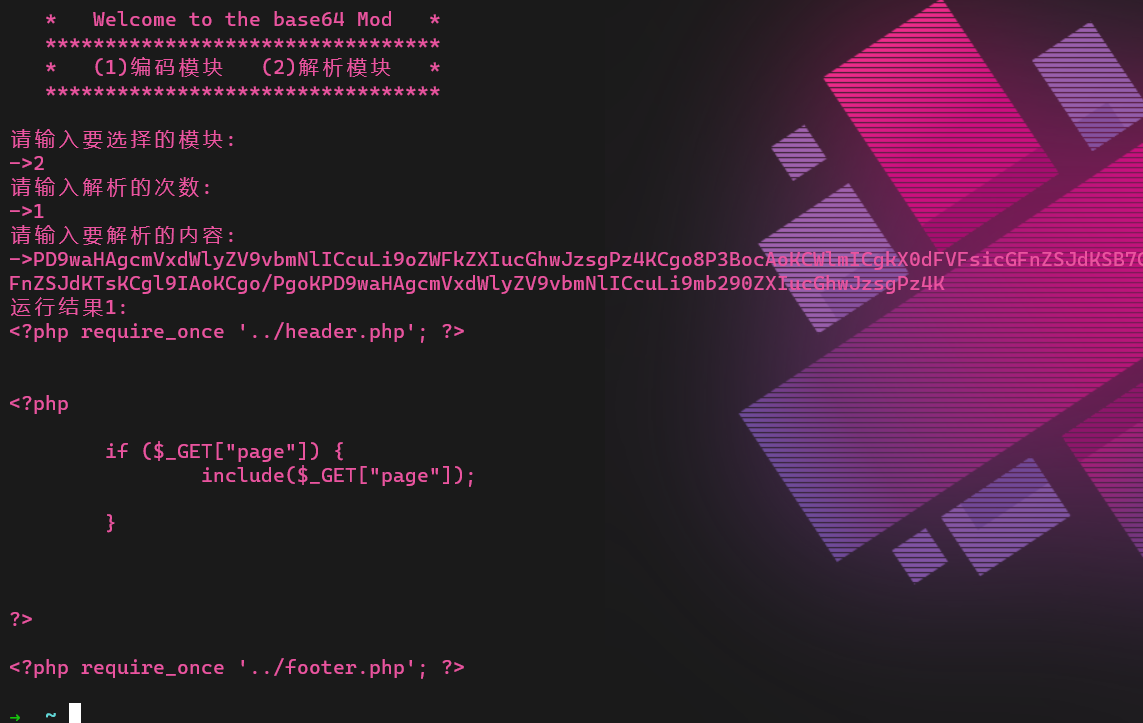 *   Welcome to the base64 Mod   *
*********************************
*   (1)编码模块   (2)解析模块   *
*********************************
请输入要选择的模块:
->2
请输入解析的次数:
->1
请输入要解析的内容:
->PD9waHAgcmVxdWlyZV9vbmNlICcuLi9oZWFkZXIucGhwJzsgPz4KCgo8P3BocAoKCWlmICgkX0dFVFsicGFnZSJdKSB7C
FnZSJdKTsKCgl9IAoKCgo/PgoKPD9waHAgcmVxdWlyZV9vbmNlICcuLi9mb290ZXIucGhwJzsgPz4K
运行结果1:
<?php require_once '../header.php'; ?>
<?php
if ($_GET["page"]) {
include($_GET["page"]);
}
?>
<?php require_once '../footer.php'; ?>
→  ~